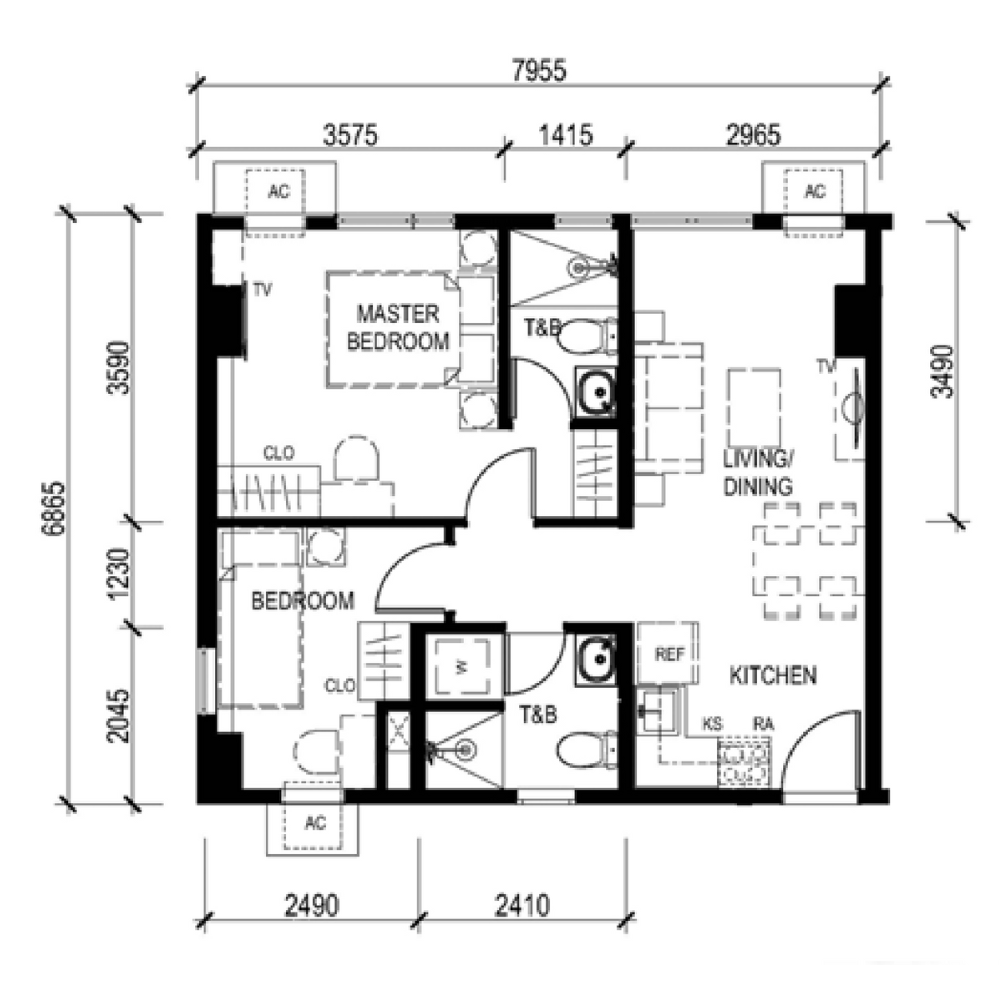 7955
3575
1415
2965
AC
AC
TV
MASTER
BEDROOM
T&B
TV
3590
3490
CLO
LIVING/
DINING
6865
1230
BEDROOM
REF
W
KITCHEN
CLO
2045
T&B
KS
RA
AC
2490
2410